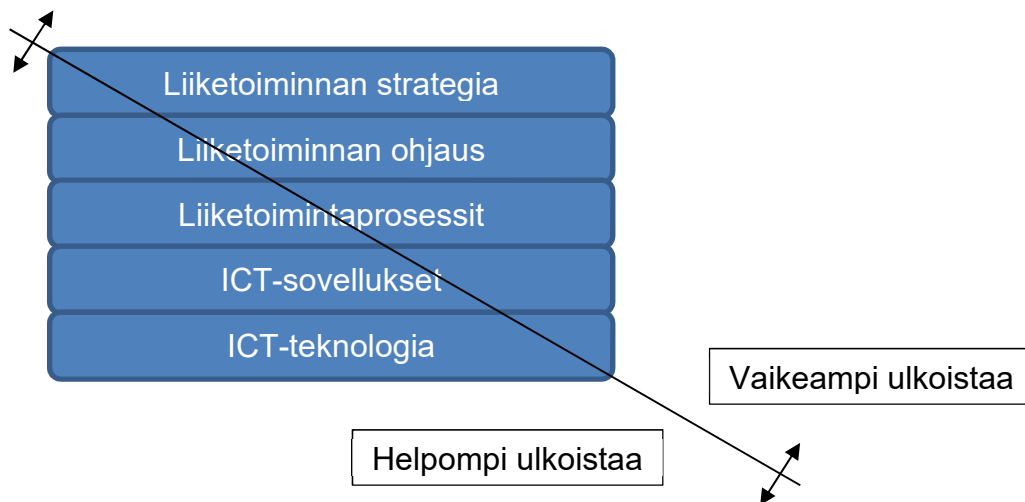 Liiketoiminnan strategia
Liiketoiminnan ohjaus
Liiketoimintaprosessit
ICT-sovellukset
ICT-teknologia
Vaikeampi ulkoistaa
Helpompi ulkoistaa